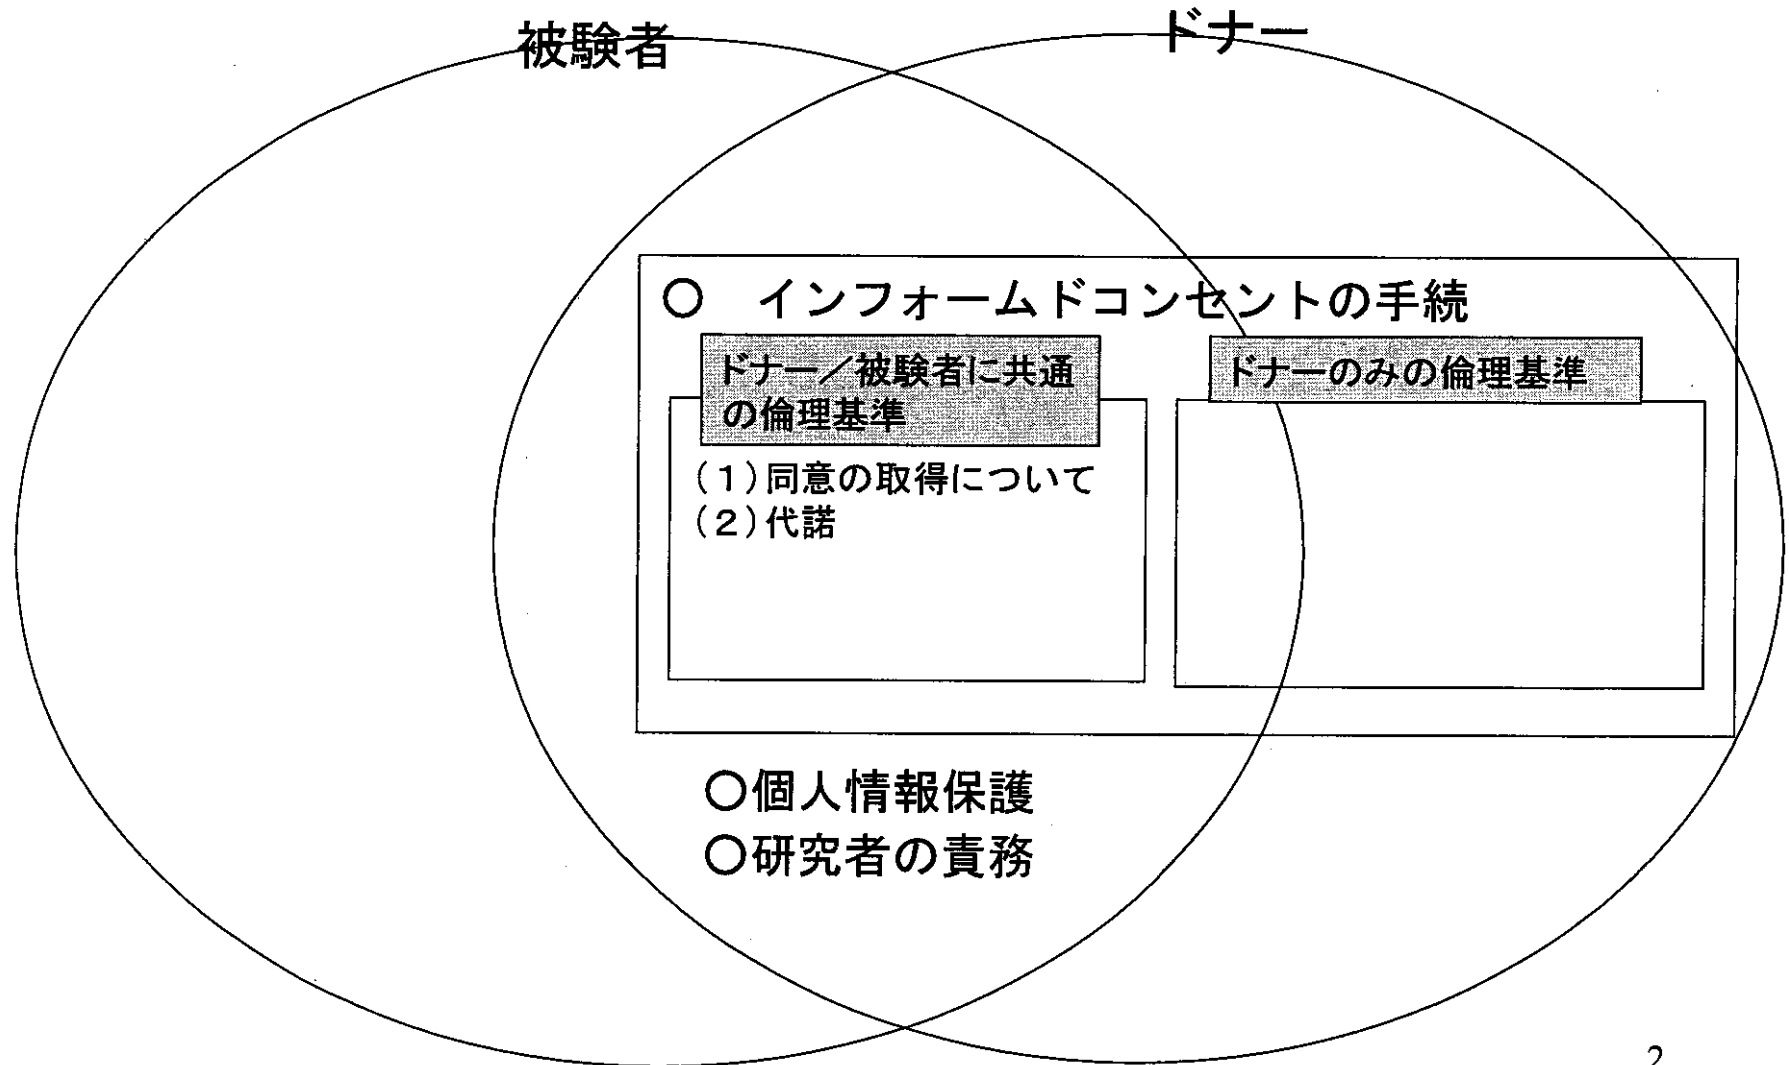 被験者
ドナー
○　インフォームドコンセントの手続
ドナー／被験者に共通
の倫理基準
（１）同意の取得について
（２）代諾
ドナーのみの倫理基準
○個人情報保護
○研究者の責務
2